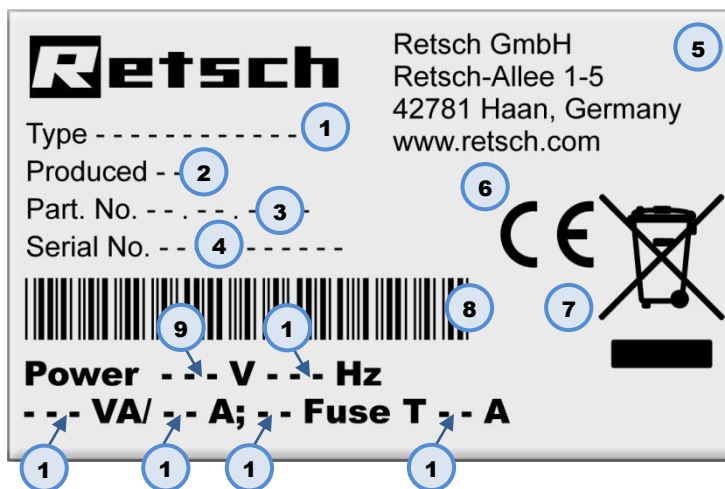 Retsch
Retsch GmbH
Retsch-Allee 1-5
42781 Haan, Germany
www.retsch.com
Type - - - - - - - - - - - - 1
Produced - - 2
Part. No. - - . - - . - 3 -
Serial No. - - 4 - - - - - -
5
6
CE
7
8
9
1
Power - - - V - - - Hz
- - - VA/ - - A; - - Fuse T - - A
1
1
1
1